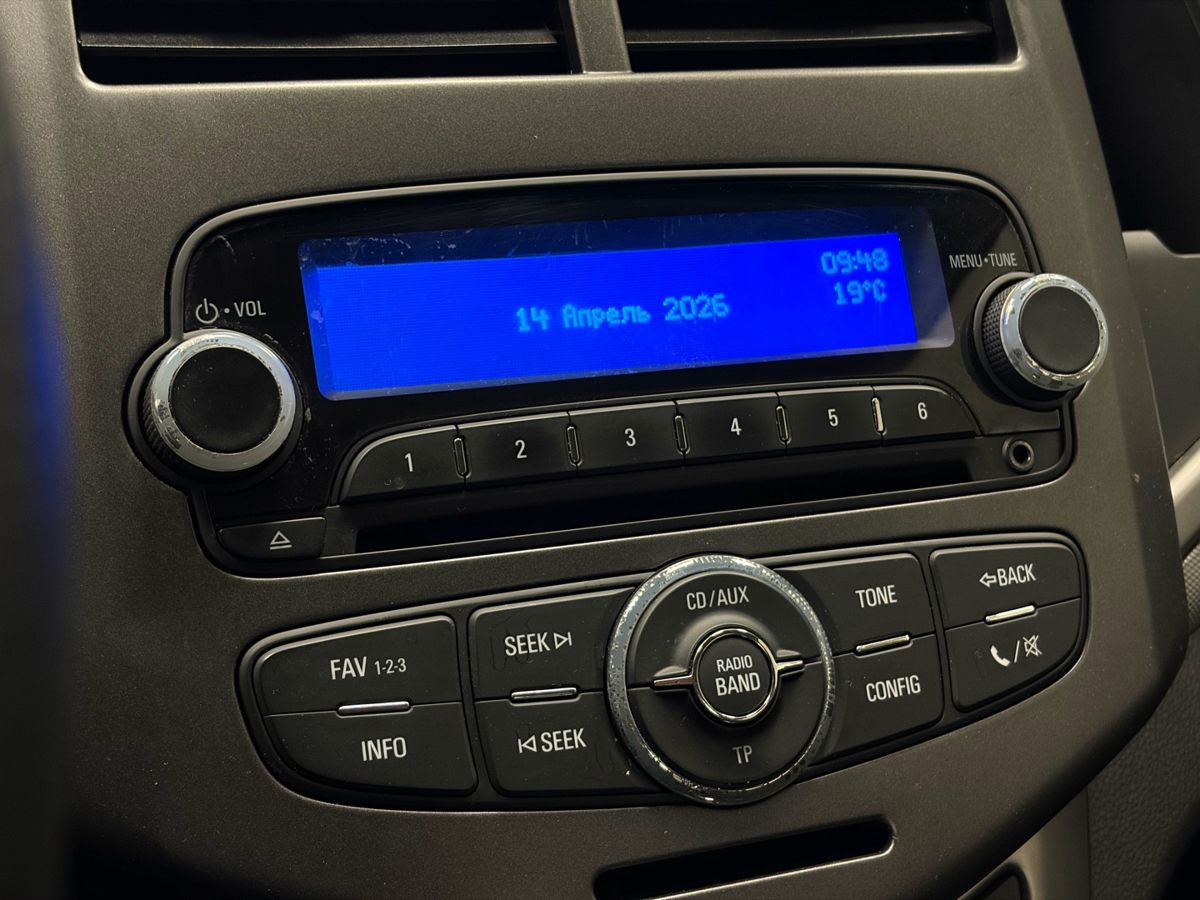 09:48
19°C
14 Апрель 2026
VOL
MENU•TUNE
1 2 3 4 5 6
FAV 1-2-3
INFO
SEEK
SEEK
CD/AUX
RADIO
BAND
TP
TONE
CONFIG
BACK
/